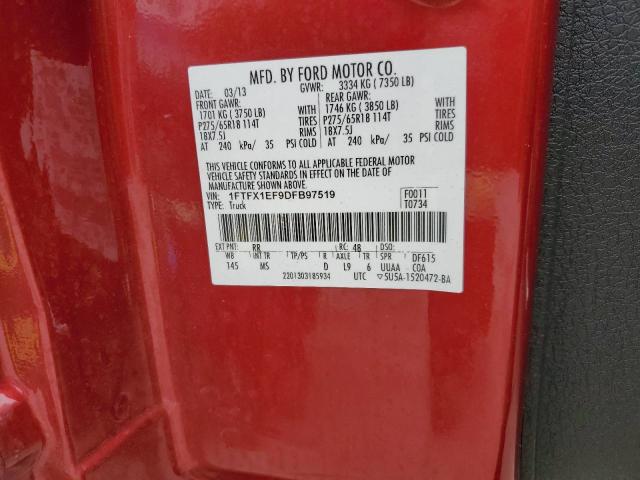 MFD. BY FORD MOTOR CO.
DATE: 03/13 GVWR: 3334 KG ( 7350 LB)
FRONT GAWR: REAR GAWR:
1701 KG ( 3750 LB) WITH 1746 KG ( 3850 LB) WITH
P275/65R18 114T TIRES P275/65R18 114T TIRES
18X7.5J RIMS 18X7.5J RIMS
AT 240 kPa/ 35 PSI COLD AT 240 kPa/ 35 PSI COLD
THIS VEHICLE CONFORMS TO ALL APPLICABLE FEDERAL MOTOR
VEHICLE SAFETY STANDARDS IN EFFECT ON THE DATE OF
MANUFACTURE SHOWN ABOVE.
VIN: 1FTFX1EF9DFB97519 F0011
TYPE: Truck T0734
EXT PNT: RR RC: 48 DSO:
WB INT TR TP/PS R AXLE TR SPR DF615
145 MS D L9 6 UUAA COA
2201303185934 UTC ▽5U5A-1520472-BA